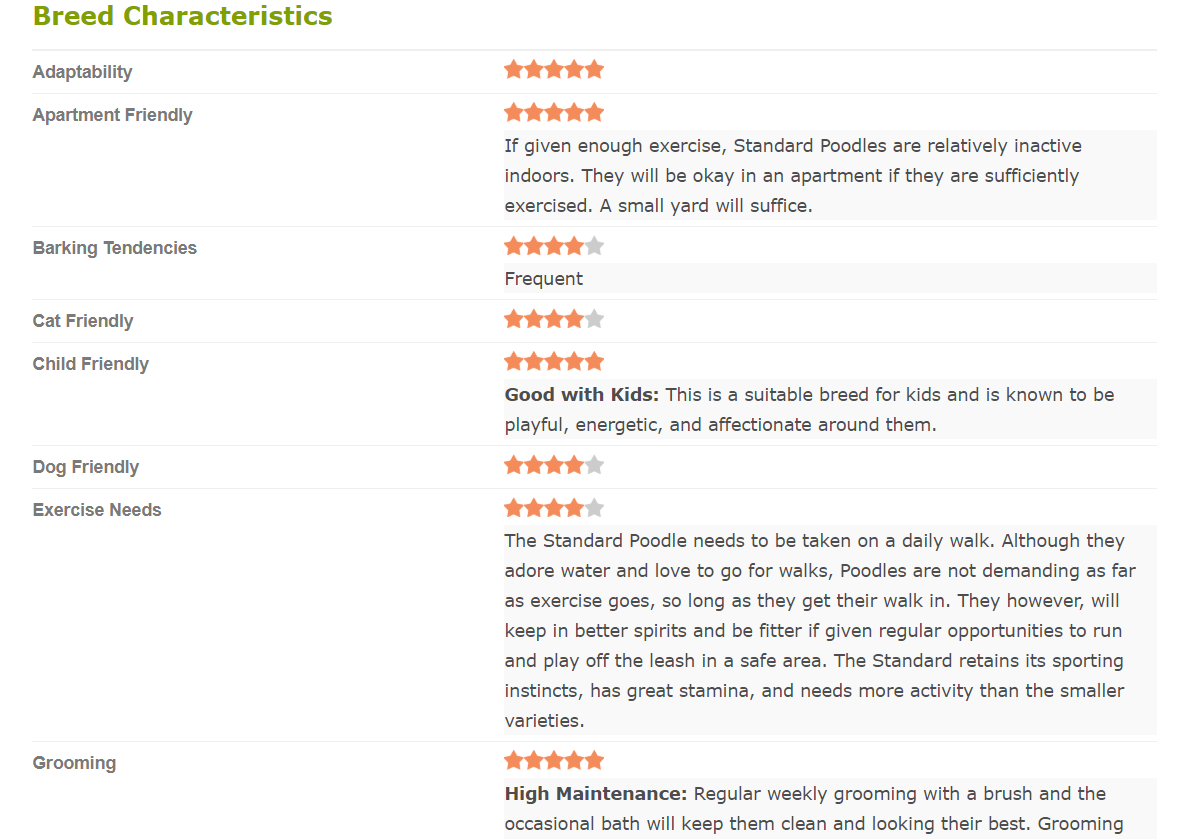 Breed Characteristics
Adaptability
Apartment Friendly
If given enough exercise, Standard Poodles are relatively inactive
indoors. They will be okay in an apartment if they are sufficiently
exercised. A small yard will suffice.
Barking Tendencies
Frequent
Cat Friendly
Child Friendly
Good with Kids: This is a suitable breed for kids and is known to be
playful, energetic, and affectionate around them.
Dog Friendly
Exercise Needs
The Standard Poodle needs to be taken on a daily walk. Although they
adore water and love to go for walks, Poodles are not demanding as far
as exercise goes, so long as they get their walk in. They however, will
keep in better spirits and be fitter if given regular opportunities to run
and play off the leash in a safe area. The Standard retains its sporting
instincts, has great stamina, and needs more activity than the smaller
varieties.
Grooming
High Maintenance: Regular weekly grooming with a brush and the
occasional bath will keep them clean and looking their best. Grooming